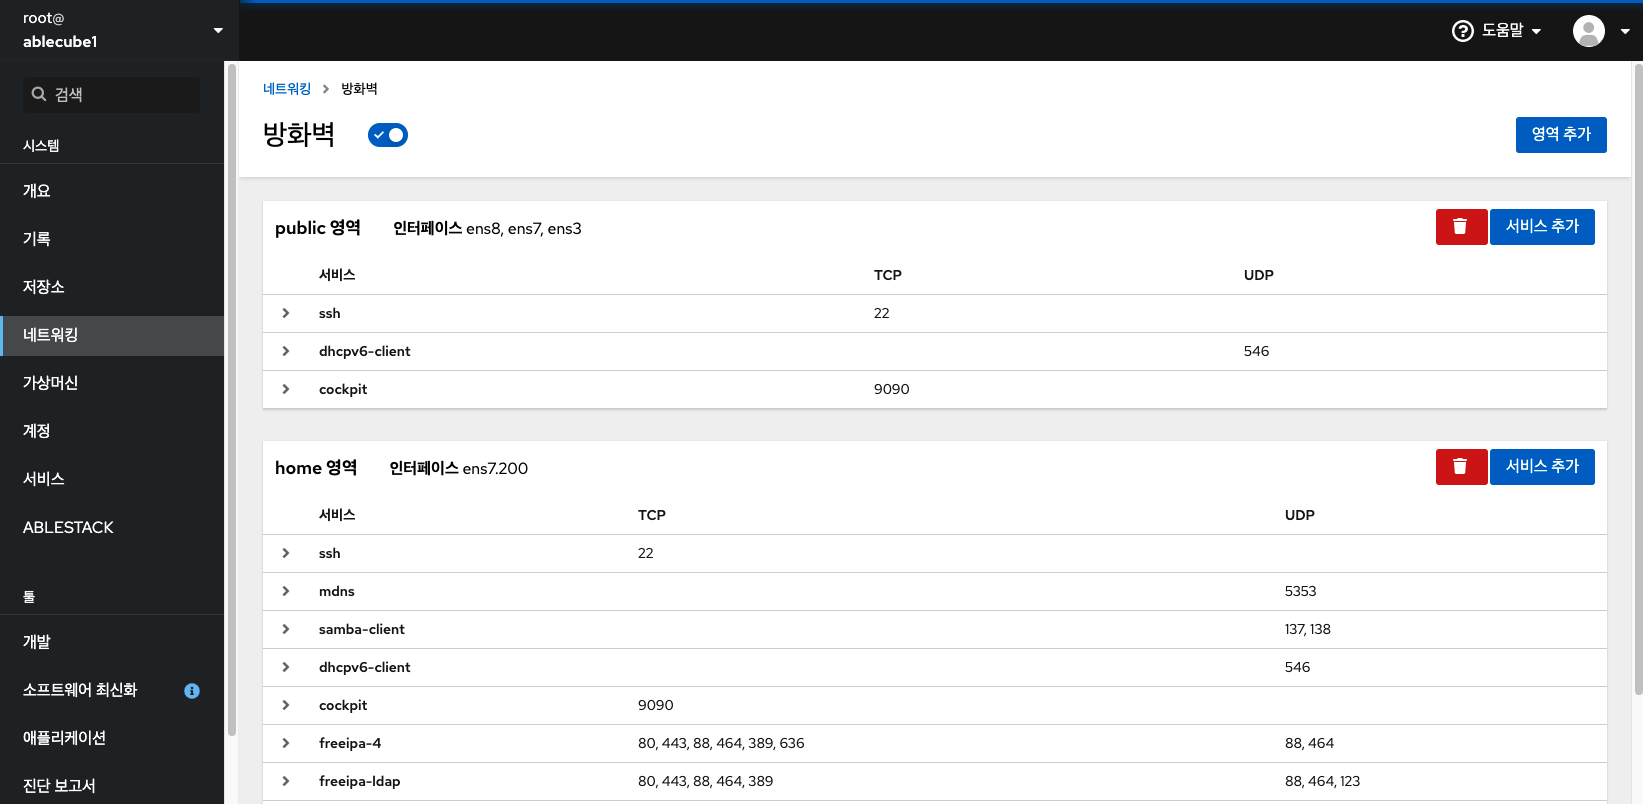 root@
ablecube1
도움말
검색
시스템
개요
기록
저장소
네트워킹
가상머신
계정
서비스
ABLESTACK
툴
개발
소프트웨어 최신화
애플리케이션
진단 보고서
네트워킹 > 방화벽
방화벽
영역 추가
public 영역 인터페이스 ens8, ens7, ens3 서비스 추가
서비스 TCP UDP
ssh 22
dhcpv6-client 546
cockpit 9090
home 영역 인터페이스 ens7.200 서비스 추가
서비스 TCP UDP
ssh 22
mdns 5353
samba-client 137, 138
dhcpv6-client 546
cockpit 9090
freeipa-4 80, 443, 88, 464, 389, 636 88, 464
freeipa-ldap 80, 443, 88, 464, 389 88, 464, 123